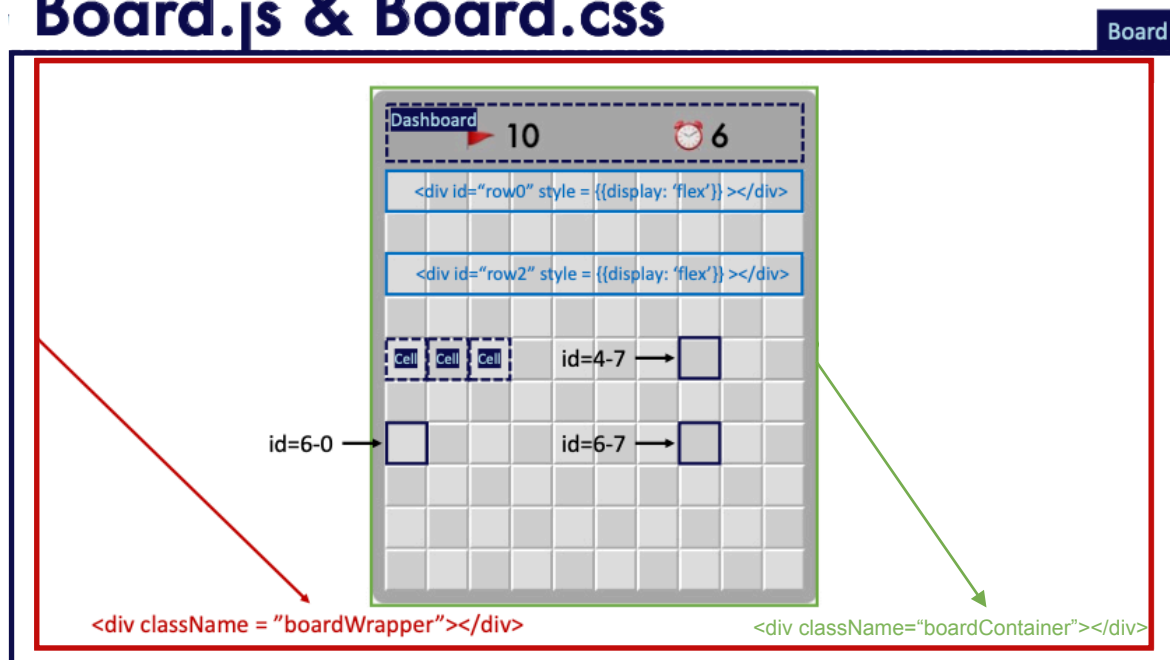 Board.js & Board.css
Board
Dashboard
10
6
<div id=“row0” style = {{display: ‘flex’}} ></div>
<div id=“row2” style = {{display: ‘flex’}} ></div>
Cell Cell Cell
id=4-7
id=6-0
id=6-7
<div className = ”boardWrapper”></div>
<div className=“boardContainer”></div>